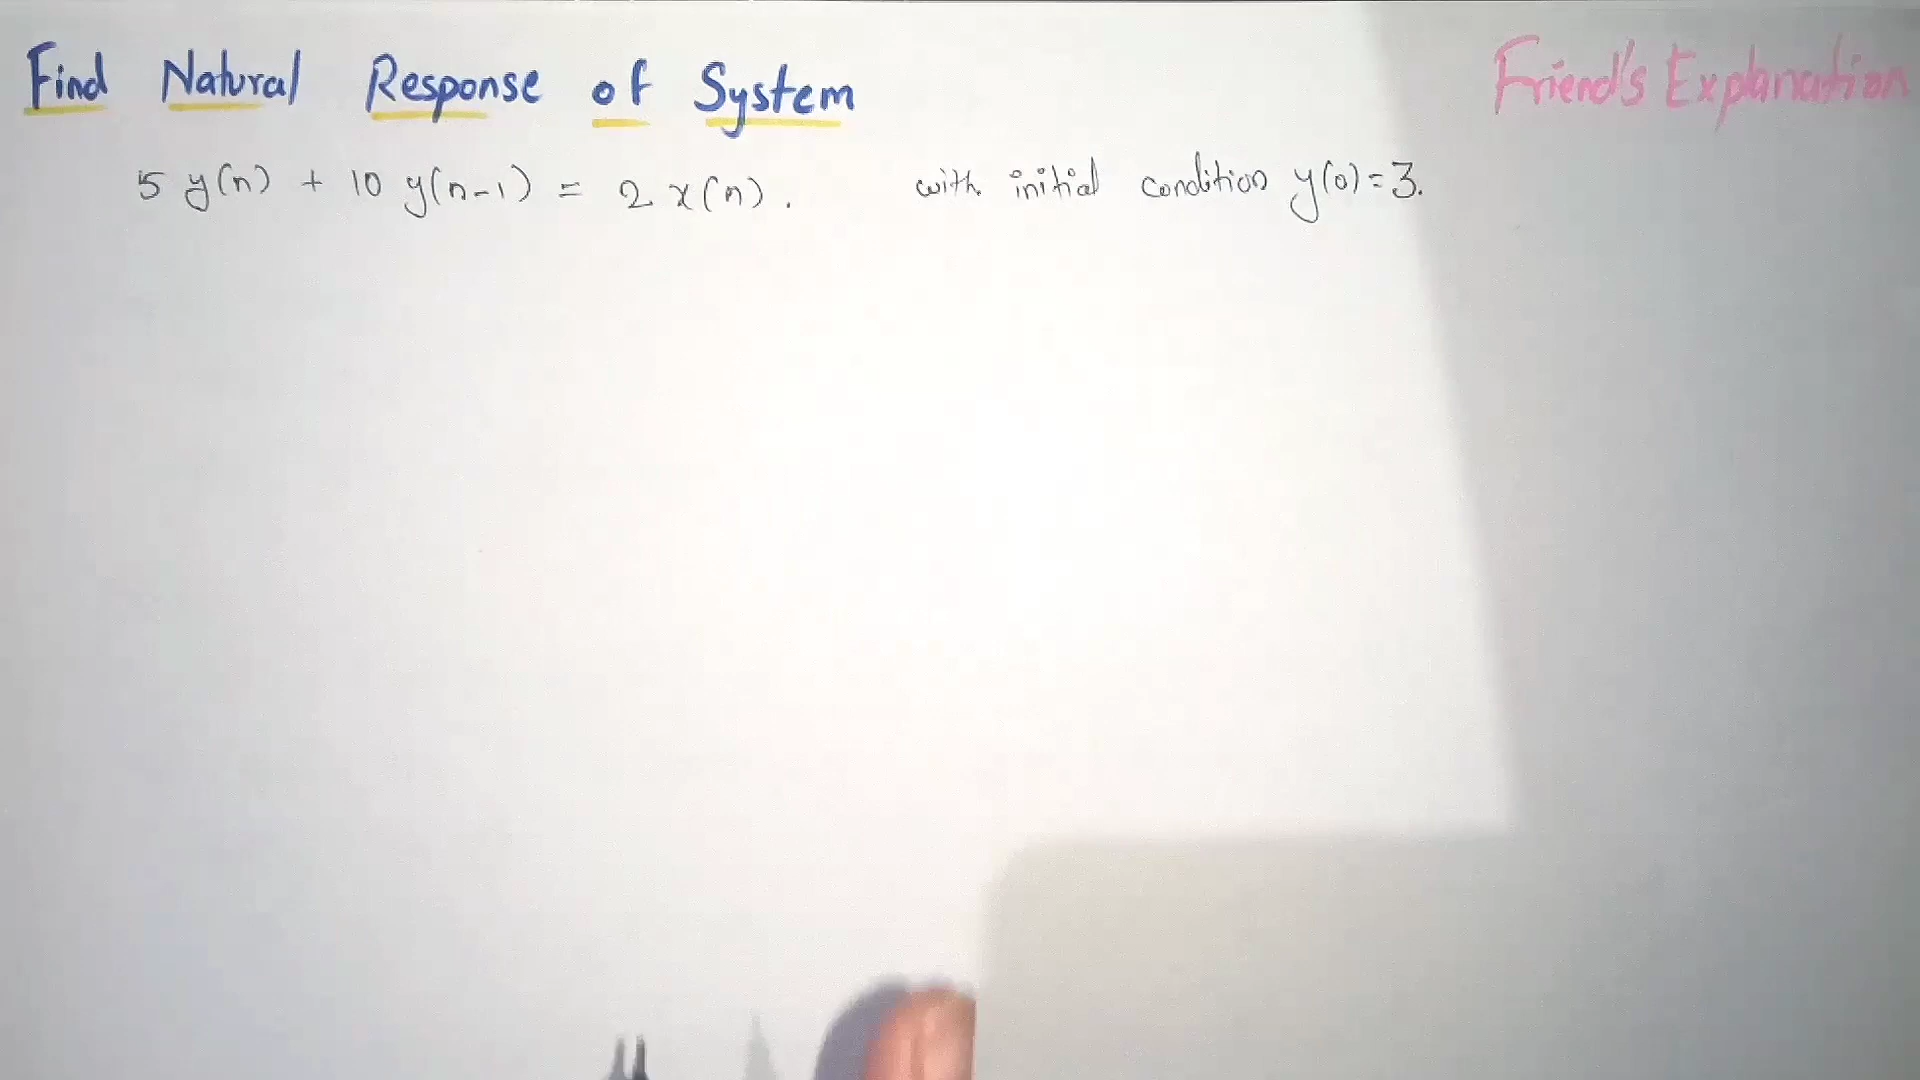 Find Natural Response of System
Friend's Explanation
5 y(n) + 10 y(n-1) = 2 x(n). with initial condition y(0)=3.